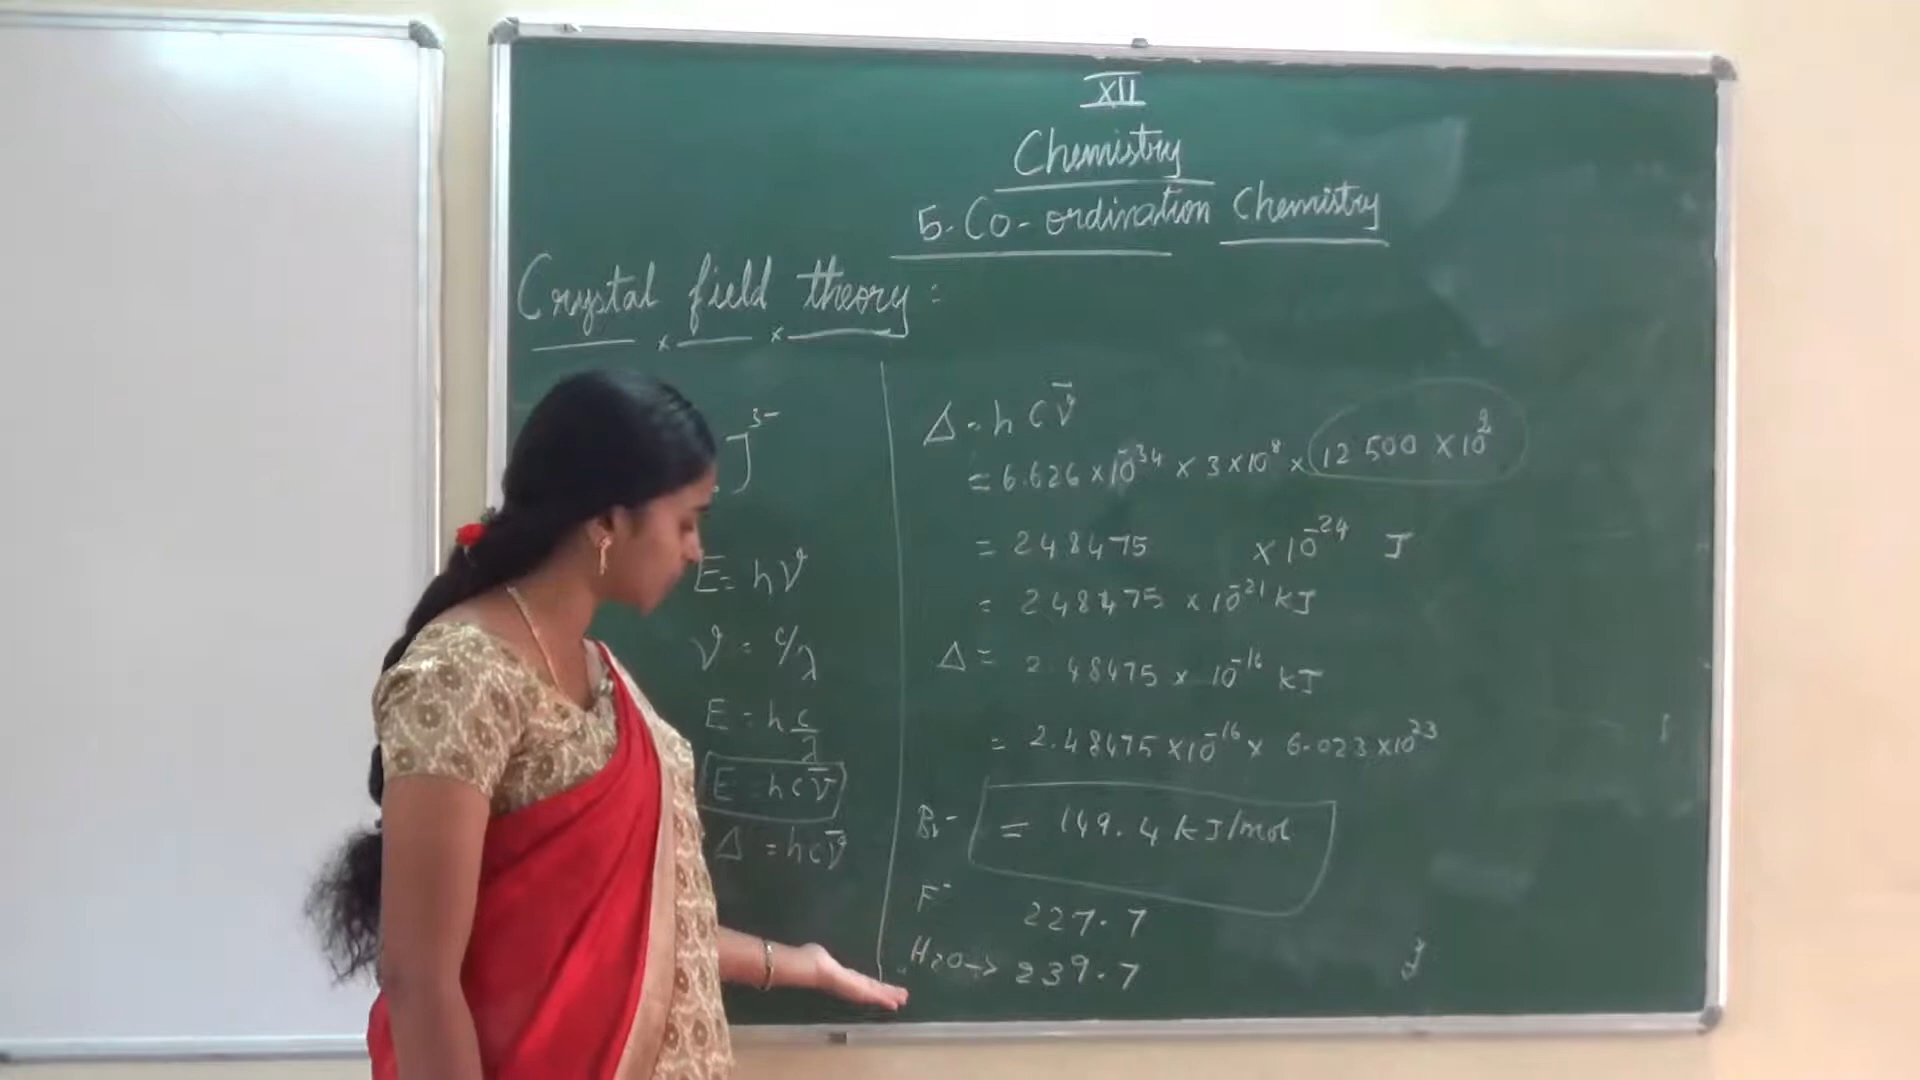 XII
Chemistry
5. Co-ordination Chemistry
Crystal field theory:
]³⁻
E = hν
ν = c/λ
E = h c/λ
E = hcν̄
Δ = hcν̄
Δ = hCν̄
= 6.626 × 10⁻³⁴ × 3 × 10⁸ × 12 500 × 10²
= 248475 × 10⁻²⁴ J
= 248475 × 10⁻²¹ kJ
Δ = 2.48475 × 10⁻¹⁶ kJ
= 2.48475 × 10⁻¹⁶ × 6.023 × 10²³
Br⁻ = 149.4 kJ/mol
F⁻ 227.7
H₂O → 239.7